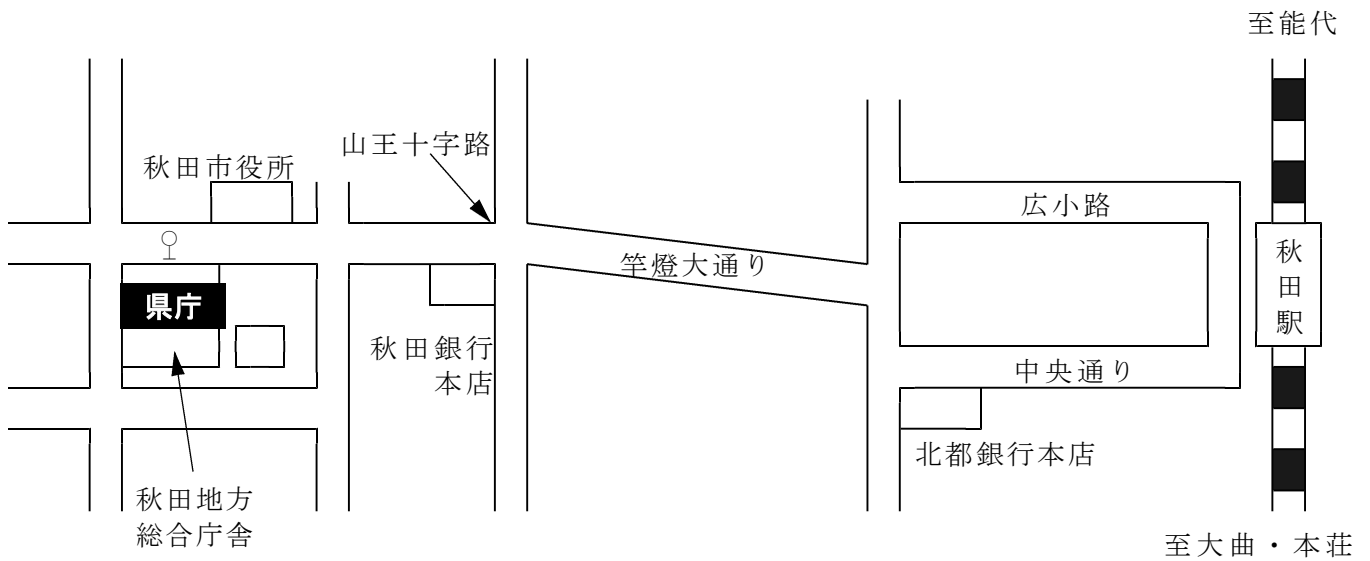 至能代
山王十字路
秋田市役所
広小路
竿燈大通り
秋田駅
県庁
秋田銀行
本店
中央通り
北都銀行本店
秋田地方
総合庁舎
至大曲・本荘